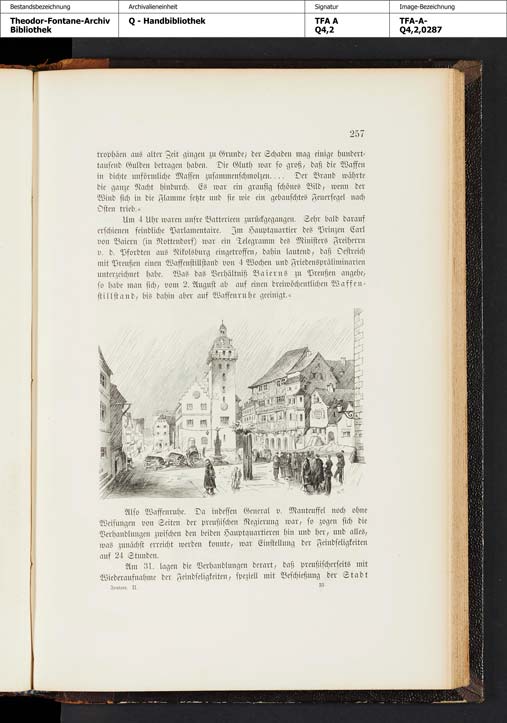 Bestandsbezeichnung Archivalieneinheit Signatur Image-Bezeichnung
Theodor-Fontane-Archiv Q - Handbibliothek TFA A TFA-A-
Bibliothek Q4,2 Q4,2,0287
257
trophäen aus alter Zeit gingen zu Grunde; der Schaden mag einige hundert-
tausend Gulden betragen haben. Die Gluth war so groß, daß die Waffen
in dichte unförmliche Massen zusammenschmolzen.... Der Brand währte
die ganze Nacht hindurch. Es war ein grausig schönes Bild, wenn der
Wind sich in die Flamme setzte und sie wie ein gebauschtes Feuersegel nach
Osten trieb.«
Um 4 Uhr waren unsre Batterieen zurückgegangen. Sehr bald darauf
erschienen feindliche Parlamentaire. Im Hauptquartier des Prinzen Carl
von Baiern (in Rottendorf) war ein Telegramm des Ministers Freiherrn
v. d. Pfordten aus Nikolsburg eingetroffen, dahin lautend, daß Oestreich
mit Preußen einen Waffenstillstand von 4 Wochen und Friedenspräliminarien
unterzeichnet habe. Was das Verhältniß Baierns zu Preußen angehe,
so habe man sich, vom 2. August ab auf einen dreiwöchentlichen Waffen-
stillstand, bis dahin aber auf Waffenruhe geeinigt.«
Also Waffenruhe. Da indessen General v. Manteuffel noch ohne
Weisungen von Seiten der preußischen Regierung war, so zogen sich die
Verhandlungen zwischen den beiden Hauptquartieren hin und her, und alles,
was zunächst erreicht werden konnte, war Einstellung der Feindseligkeiten
auf 24 Stunden.
Am 31. lagen die Verhandlungen derart, daß preußischerseits mit
Wiederaufnahme der Feindseligkeiten, speziell mit Beschießung der Stadt
Fontane. II. 33